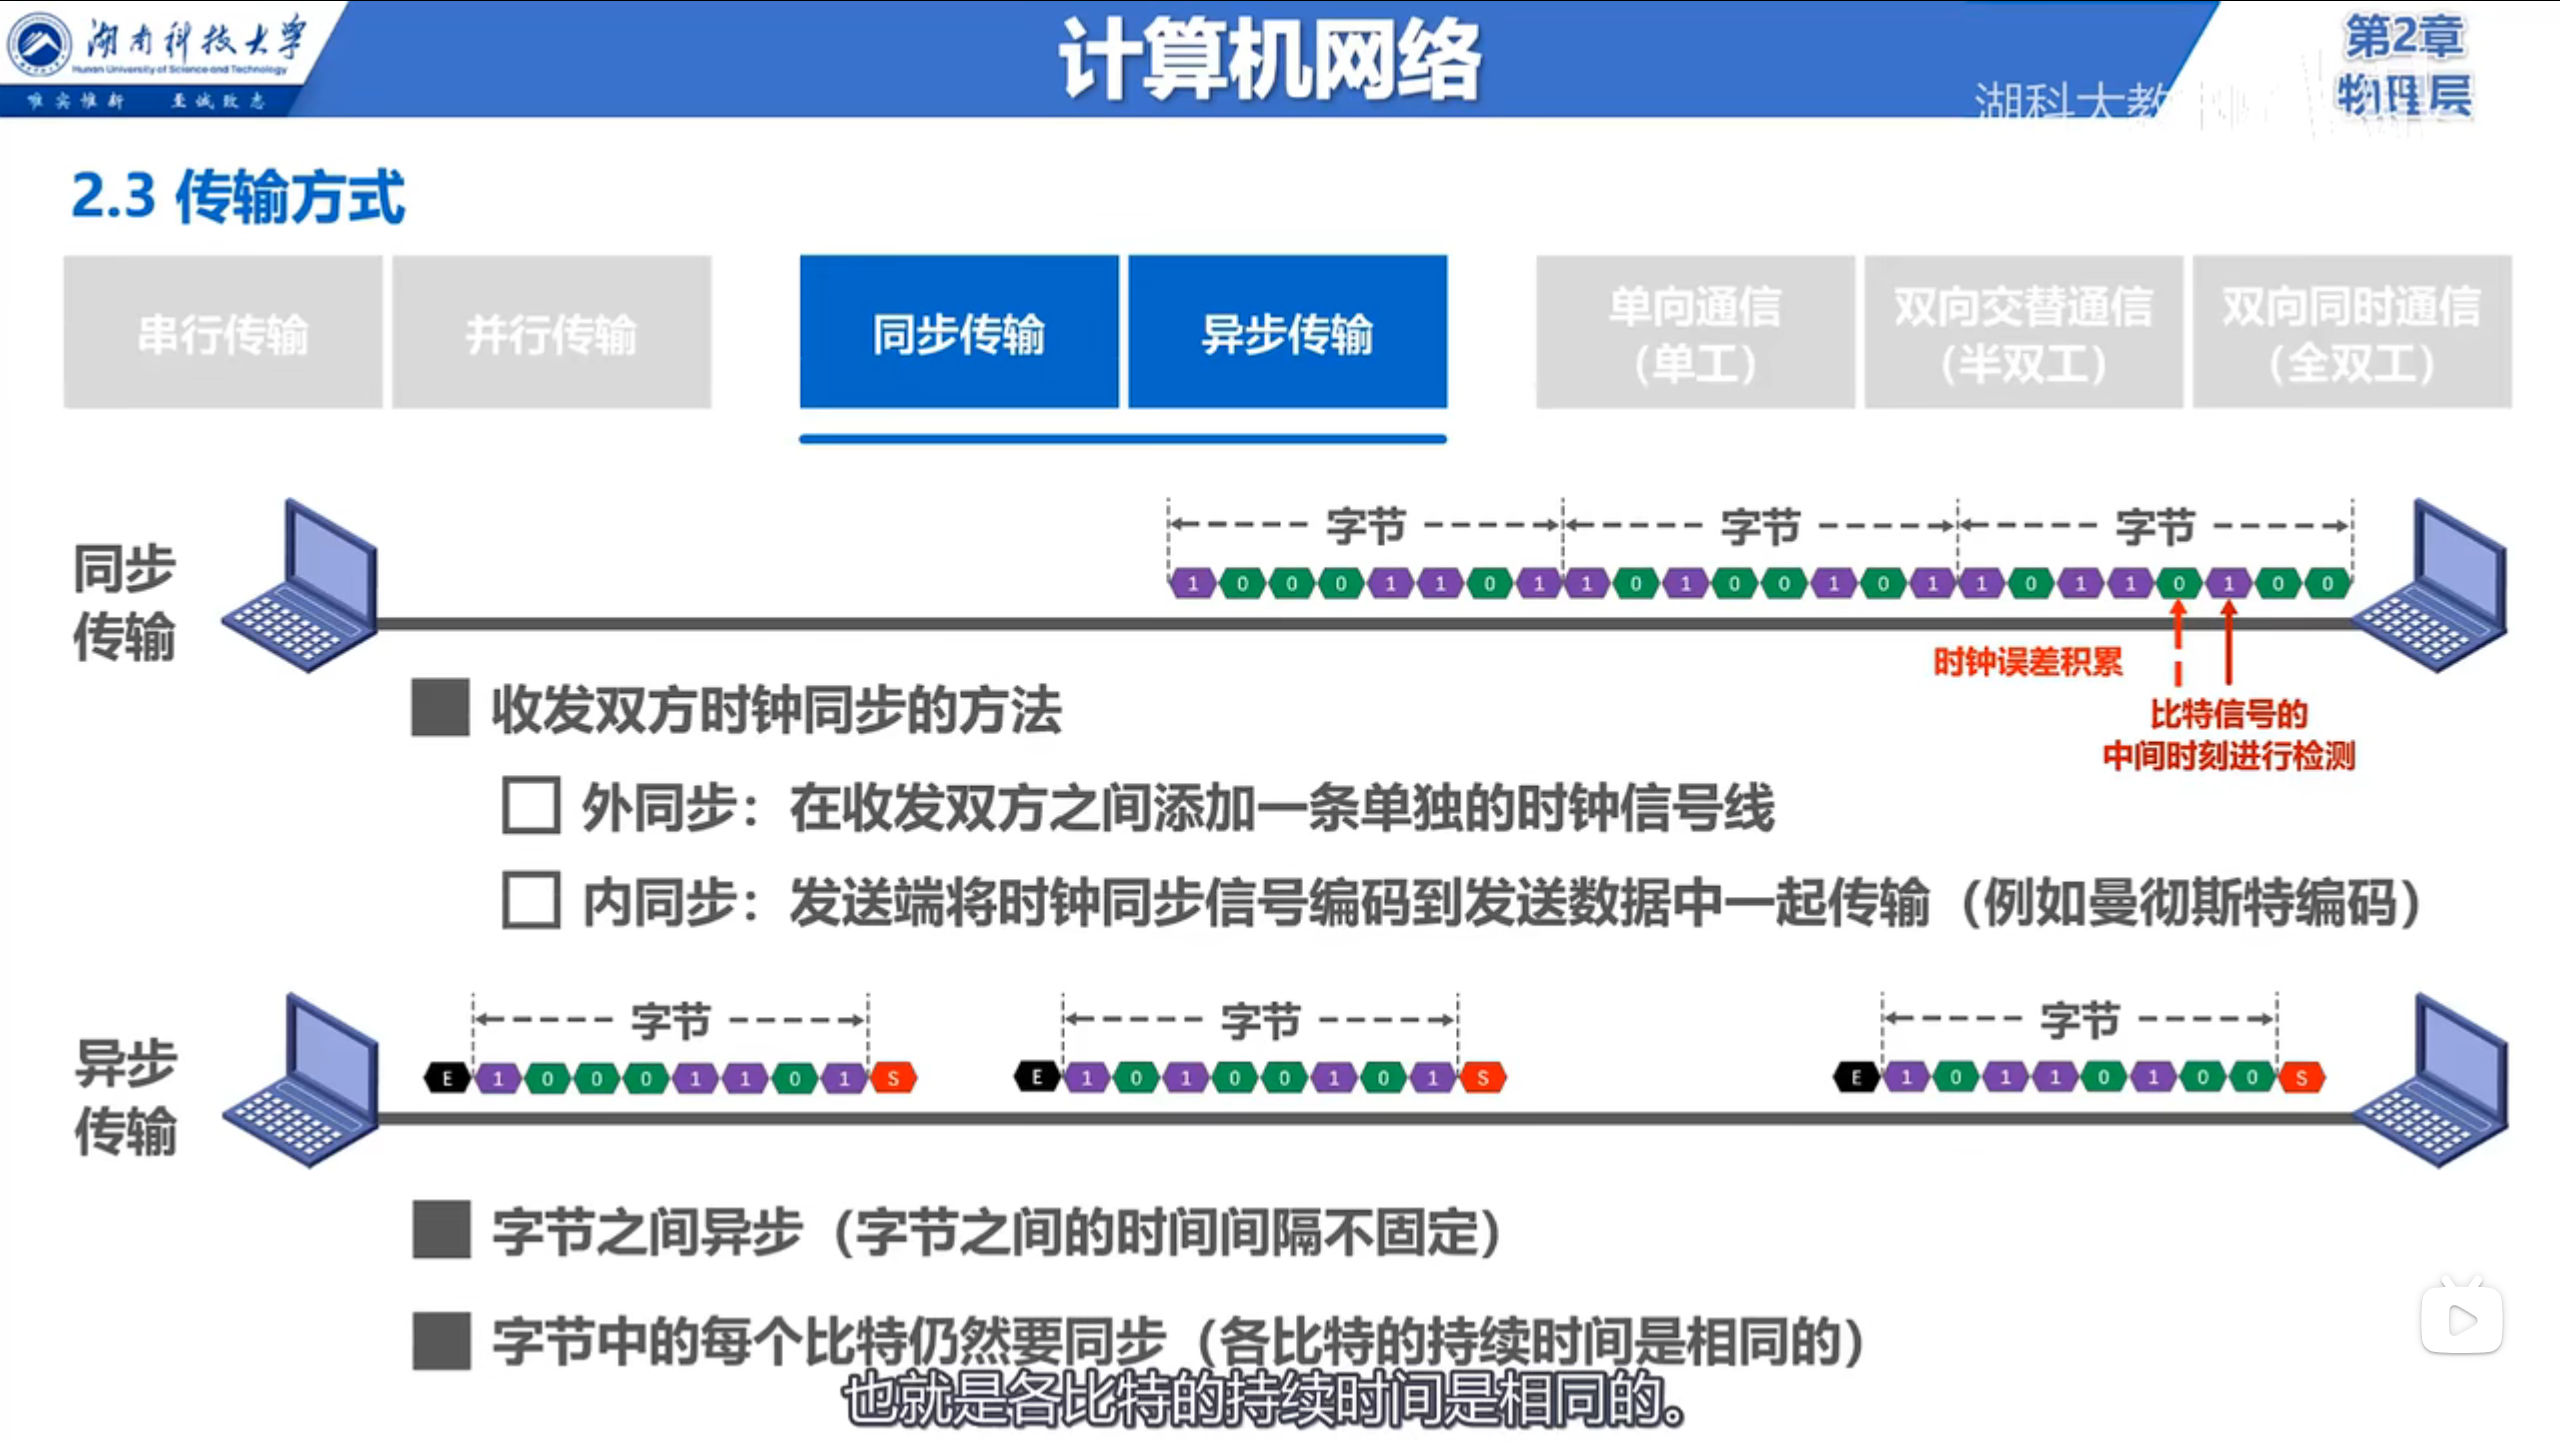 湖南科技大学
Hunan University of Science and Technology
唯实惟新 至诚致志
计算机网络
第2章
物理层
湖科大教
2.3 传输方式
串行传输
并行传输
同步传输
异步传输
单向通信
（单工）
双向交替通信
（半双工）
双向同时通信
（全双工）
字节 字节 字节
同步
传输
1 0 0 0 1 1 0 1 1 0 1 0 0 1 0 1 1 0 1 1 0 1 0 0
时钟误差积累
比特信号的
中间时刻进行检测
收发双方时钟同步的方法
外同步：在收发双方之间添加一条单独的时钟信号线
内同步：发送端将时钟同步信号编码到发送数据中一起传输（例如曼彻斯特编码）
字节 字节 字节
异步
传输
E 1 0 0 0 1 1 0 1 S E 1 0 1 0 0 1 0 1 S E 1 0 1 1 0 1 0 0 S
字节之间异步（字节之间的时间间隔不固定）
字节中的每个比特仍然要同步（各比特的持续时间是相同的）
也就是各比特的持续时间是相同的。